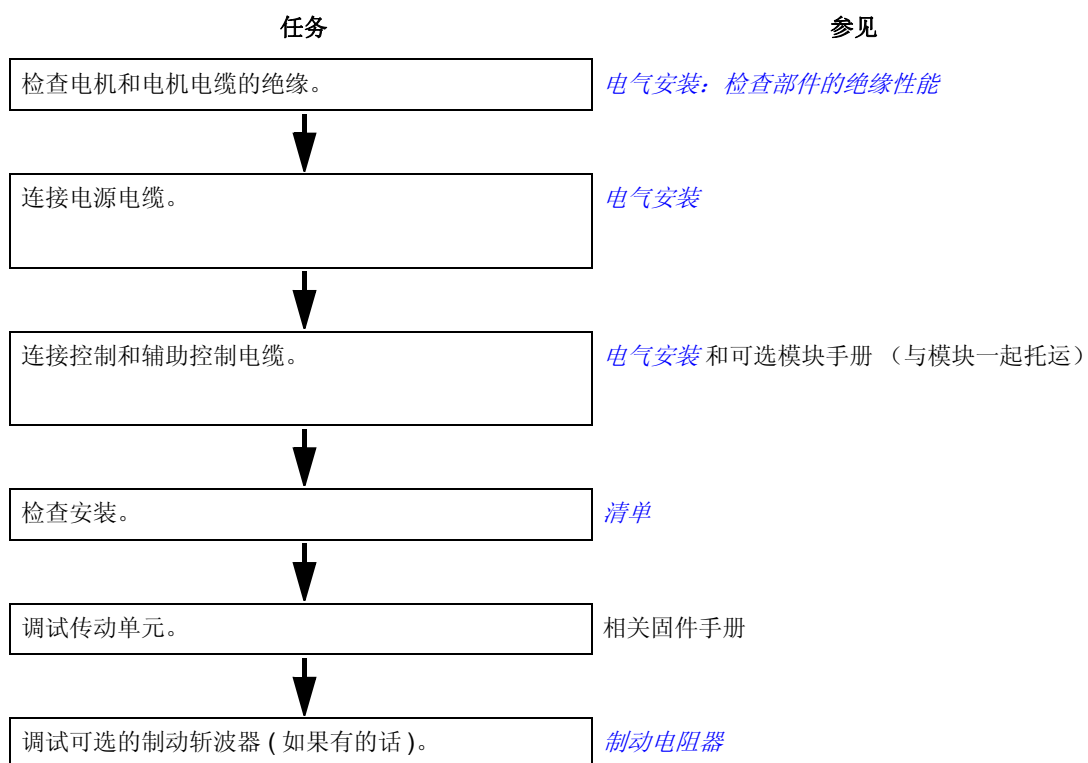 任务 参见
检查电机和电机电缆的绝缘。 电气安装：检查部件的绝缘性能
连接电源电缆。 电气安装
连接控制和辅助控制电缆。 电气安装 和可选模块手册 （与模块一起托运）
检查安装。 清单
调试传动单元。 相关固件手册
调试可选的制动斩波器 ( 如果有的话 )。 制动电阻器